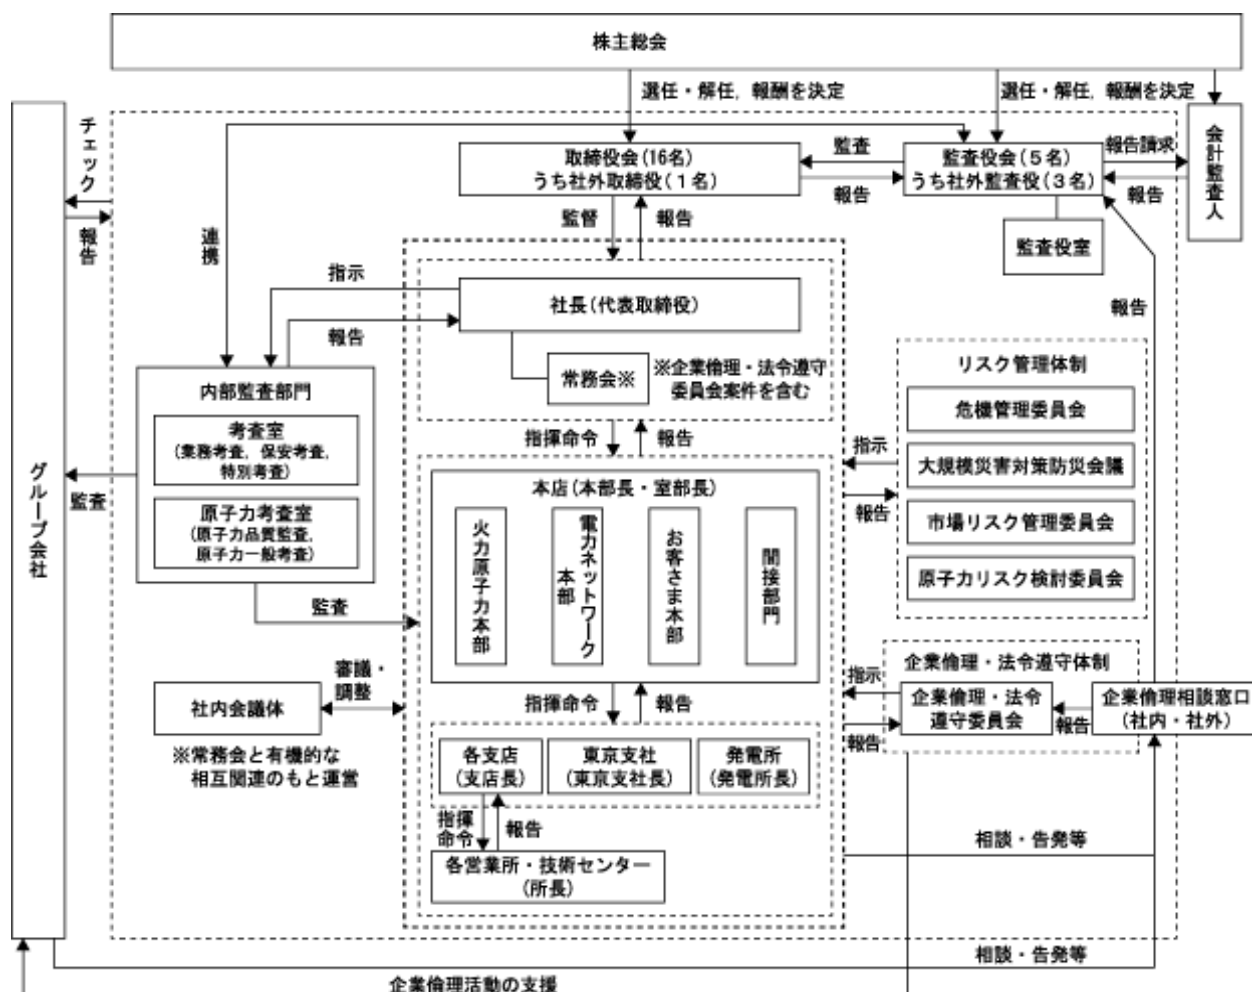 株主総会
選任・解任，報酬を決定
選任・解任，報酬を決定
チェック
報告
会計監査人
取締役会(16名)
うち社外取締役(1名)
監査
報告
監査役会(5名)
うち社外監査役(3名)
報告請求
報告
監査役室
連携
監督
報告
指示
報告
社長(代表取締役)
常務会※
※企業倫理・法令遵守
委員会案件を含む
報告
内部監査部門
考査室
(業務考査，保安考査，
特別考査)
原子力考査室
(原子力品質監査，
原子力一般考査)
監査
グループ会社
指揮命令
報告
リスク管理体制
危機管理委員会
大規模災害対策防災会議
市場リスク管理委員会
原子力リスク検討委員会
指示
報告
本店(本部長・室部長)
火力原子力本部
電力ネットワーク
本部
お客さま本部
間接部門
監査
審議・
調整
社内会議体
※常務会と有機的な
相互関連のもと運営
指揮命令
報告
企業倫理・法令遵守体制
指示
報告
企業倫理・法令
遵守委員会
報告
企業倫理相談窓口
(社内・社外)
各支店
(支店長)
東京支社
(東京支社長)
発電所
(発電所長)
指揮
命令
報告
各営業所・技術センター
(所長)
相談・告発等
相談・告発等
企業倫理活動の支援